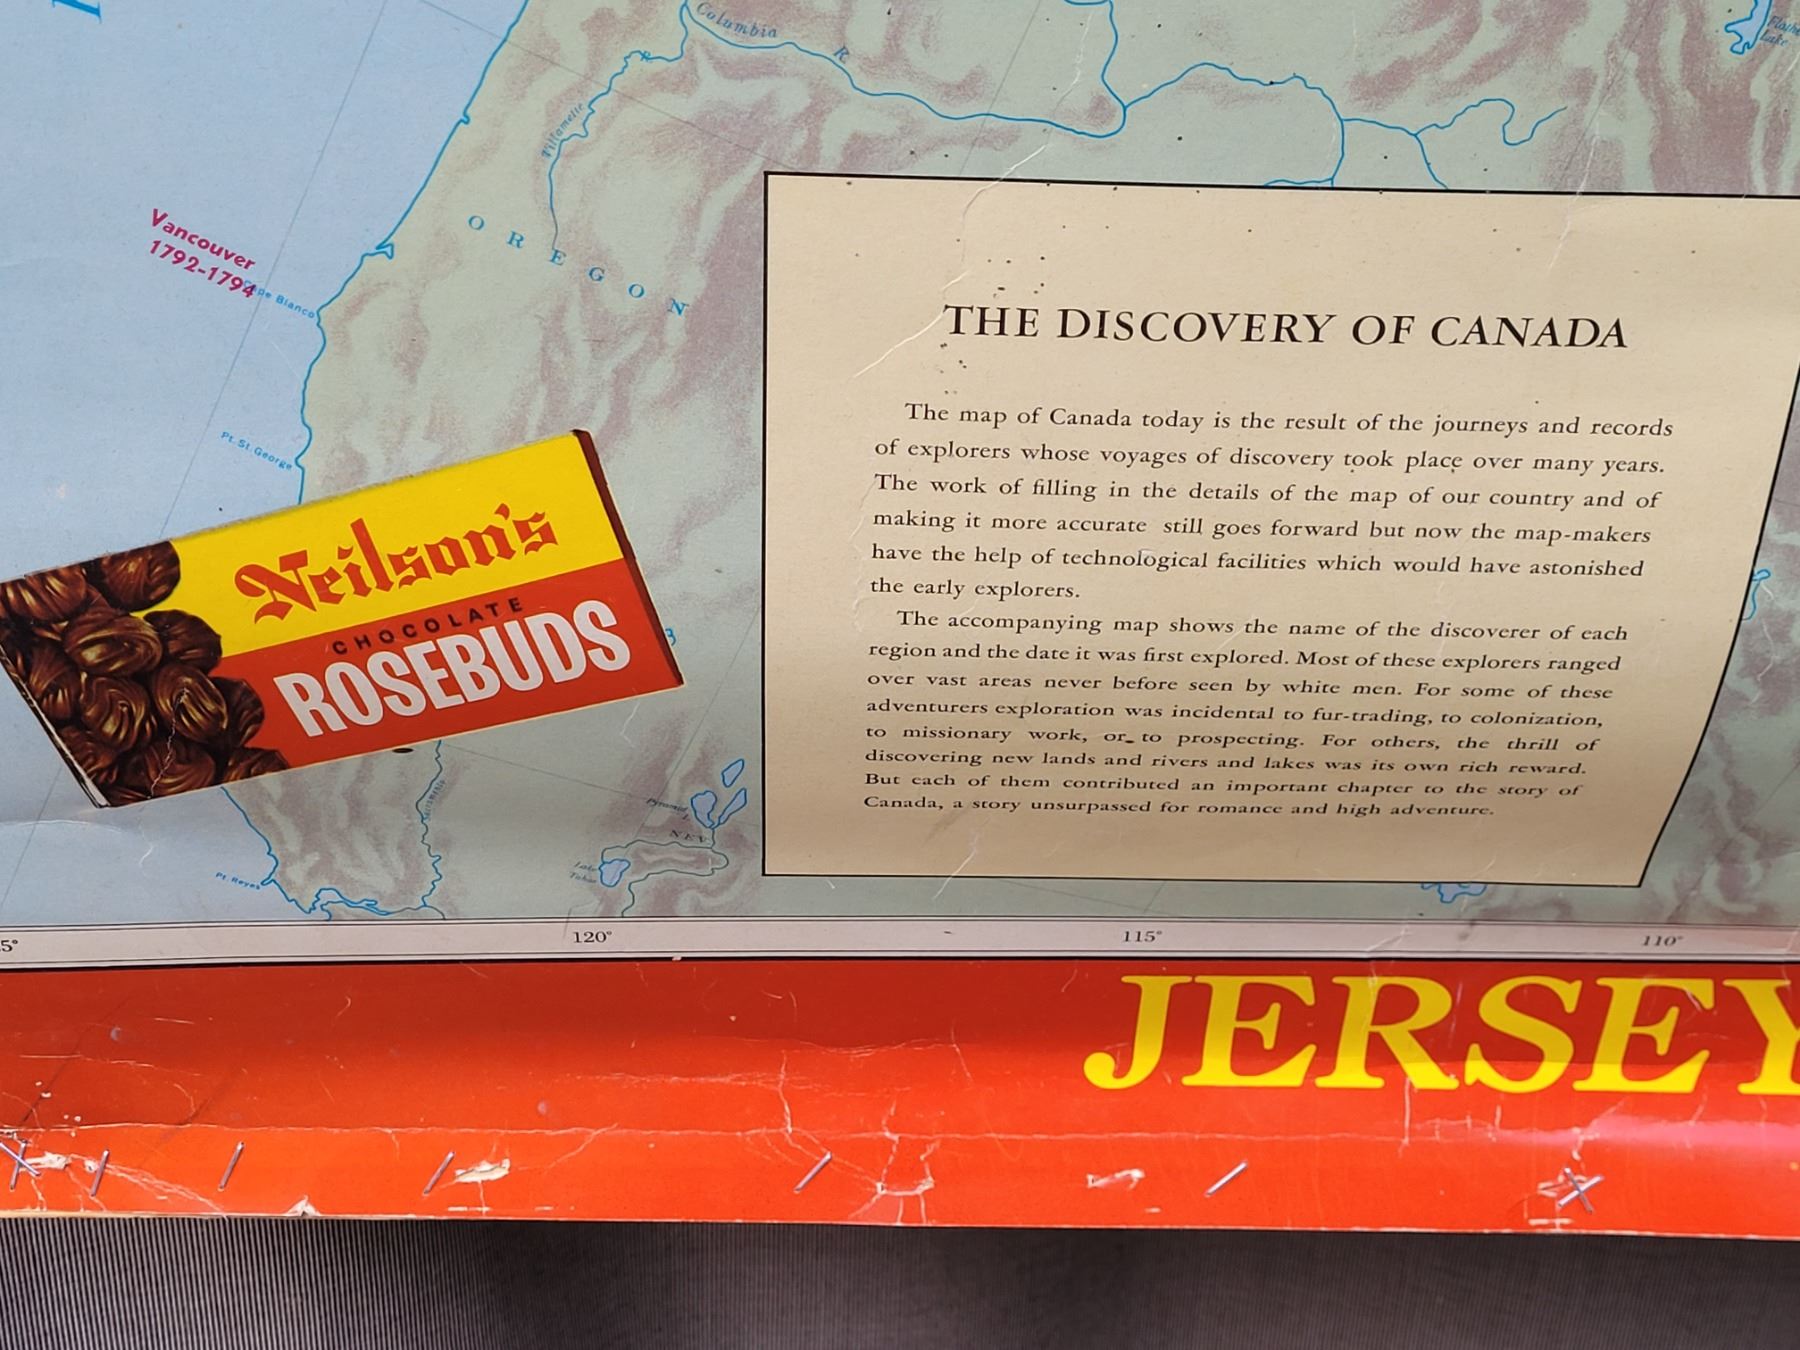 Columbia
R.
Flathead
Lake
Willamette
R.
Vancouver
1792-1794
Cape Blanco
OREGON
Pt. St. George
THE DISCOVERY OF CANADA
The map of Canada today is the result of the journeys and records
of explorers whose voyages of discovery took place over many years.
The work of filling in the details of the map of our country and of
making it more accurate still goes forward but now the map-makers
have the help of technological facilities which would have astonished
the early explorers.
The accompanying map shows the name of the discoverer of each
region and the date it was first explored. Most of these explorers ranged
over vast areas never before seen by white men. For some of these
adventurers exploration was incidental to fur-trading, to colonization,
to missionary work, or to prospecting. For others, the thrill of
discovering new lands and rivers and lakes was its own rich reward.
But each of them contributed an important chapter to the story of
Canada, a story unsurpassed for romance and high adventure.
Neilson's
CHOCOLATE
ROSEBUDS
3
Sacramento
Pyramid
L.
NEV
Lake
Tahoe
Pt. Reyes
5°
120°
115°
110°
JERSEY